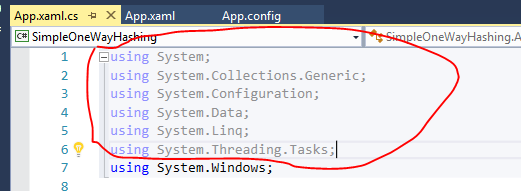 App.xaml.cs App.xaml App.config
SimpleOneWayHashing SimpleOneWayHashing.A
1 using System;
2 using System.Collections.Generic;
3 using System.Configuration;
4 using System.Data;
5 using System.Linq;
6 using System.Threading.Tasks;
7 using System.Windows;
8